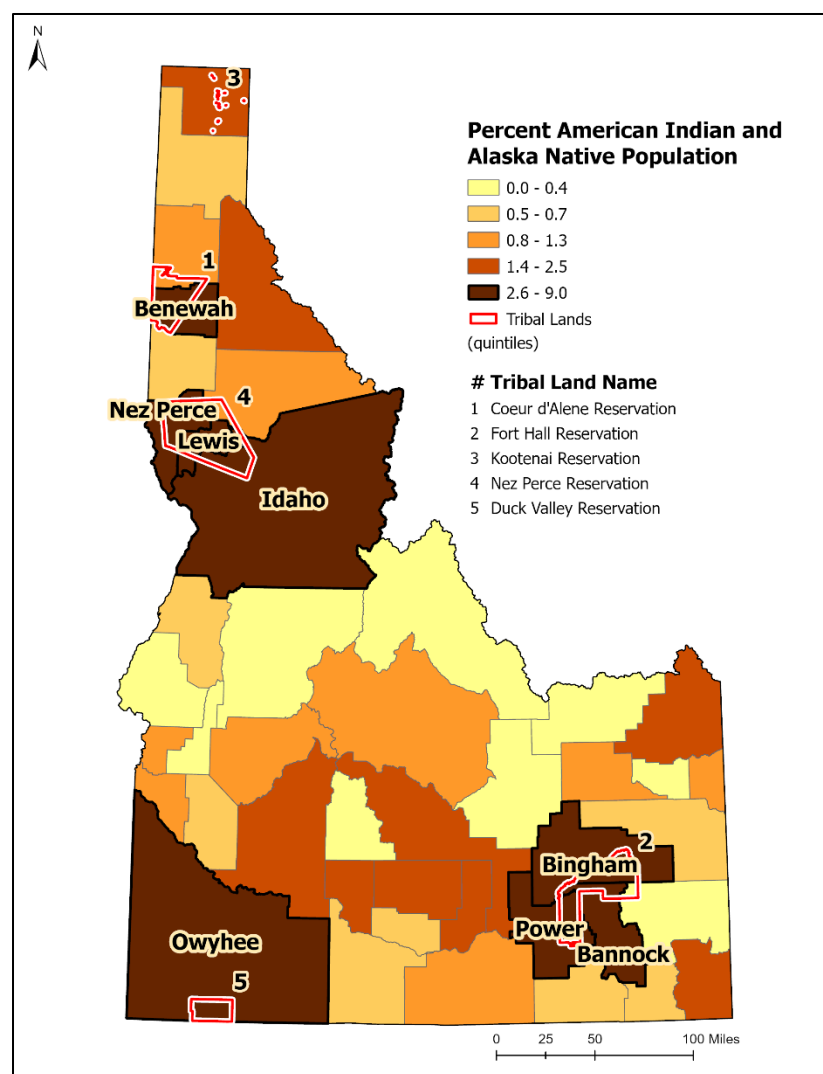 N
3
Percent American Indian and
Alaska Native Population
0.0 - 0.4
0.5 - 0.7
0.8 - 1.3
1.4 - 2.5
2.6 - 9.0
Tribal Lands
(quintiles)
# Tribal Land Name
1 Coeur d'Alene Reservation
2 Fort Hall Reservation
3 Kootenai Reservation
4 Nez Perce Reservation
5 Duck Valley Reservation
1
Benewah
4
Nez Perce
Lewis
Idaho
2
Bingham
Power
Bannock
Owyhee
5
0 25 50 100 Miles